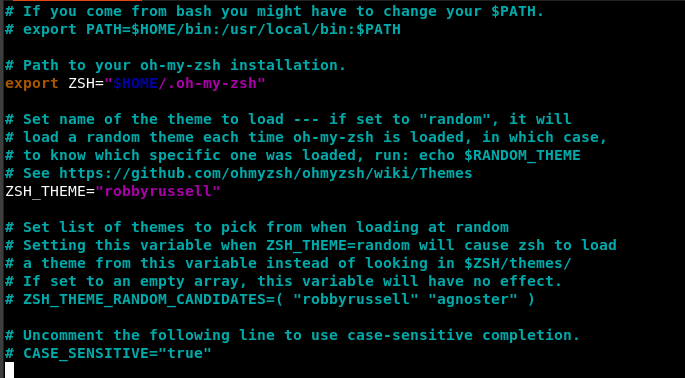 # If you come from bash you might have to change your $PATH.
# export PATH=$HOME/bin:/usr/local/bin:$PATH
# Path to your oh-my-zsh installation.
export ZSH="$HOME/.oh-my-zsh"
# Set name of the theme to load --- if set to "random", it will
# load a random theme each time oh-my-zsh is loaded, in which case,
# to know which specific one was loaded, run: echo $RANDOM_THEME
# See https://github.com/ohmyzsh/ohmyzsh/wiki/Themes
ZSH_THEME="robbyrussell"
# Set list of themes to pick from when loading at random
# Setting this variable when ZSH_THEME=random will cause zsh to load
# a theme from this variable instead of looking in $ZSH/themes/
# If set to an empty array, this variable will have no effect.
# ZSH_THEME_RANDOM_CANDIDATES=( "robbyrussell" "agnoster" )
# Uncomment the following line to use case-sensitive completion.
# CASE_SENSITIVE="true"